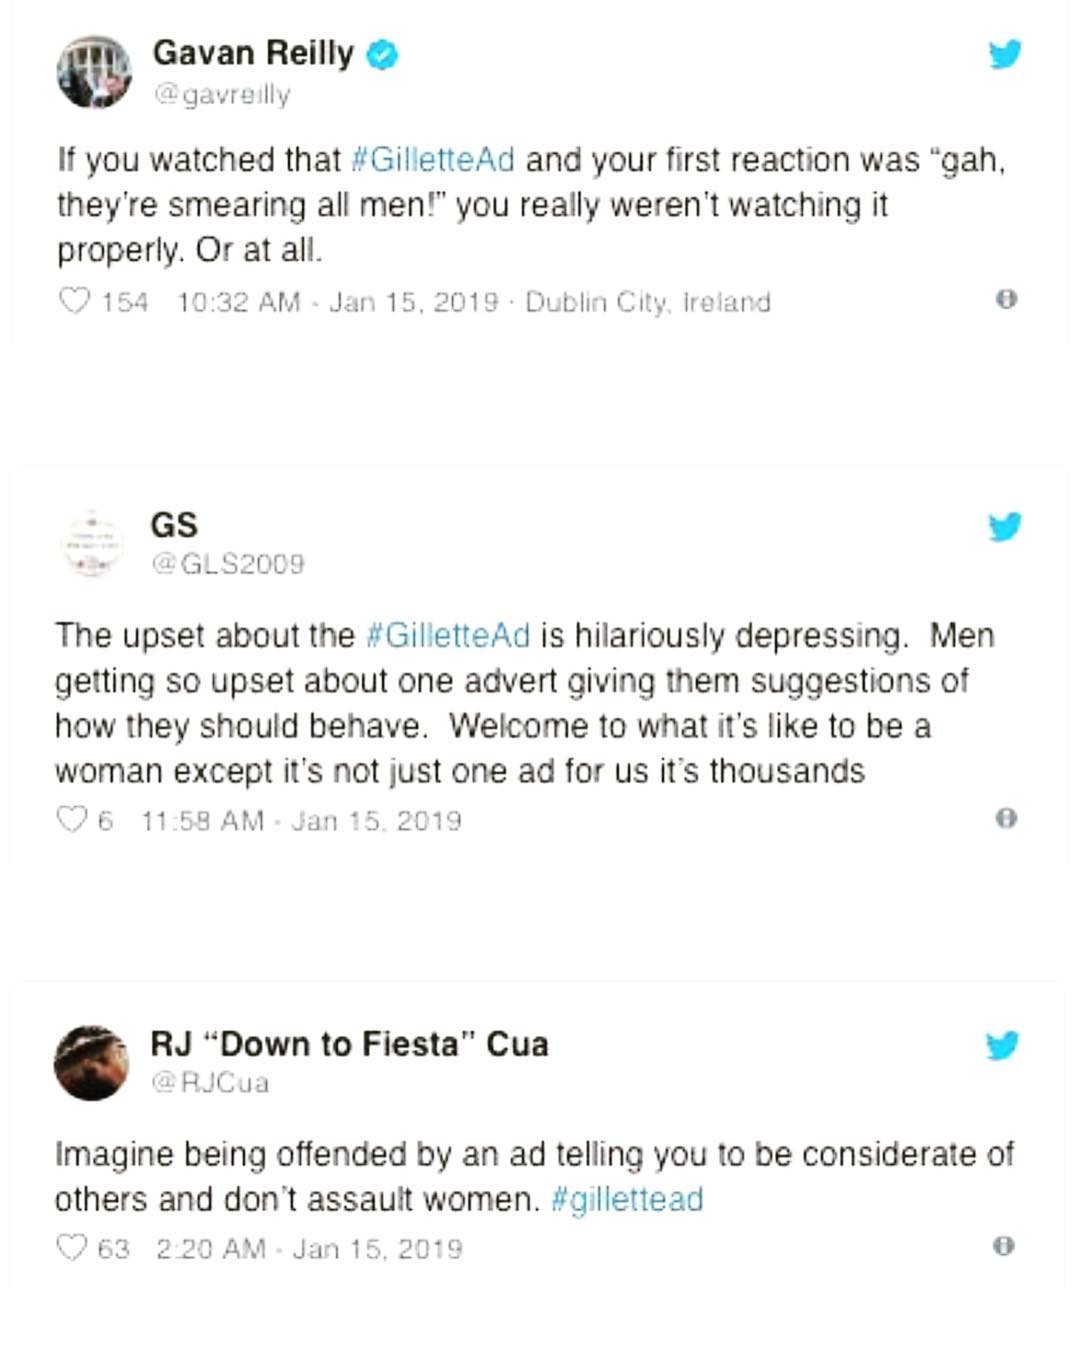 Gavan Reilly
@gavreilly
If you watched that #GilletteAd and your first reaction was “gah,
they're smearing all men!” you really weren't watching it
properly. Or at all.
154 10:32 AM - Jan 15, 2019 · Dublin City, Ireland
GS
@GLS2009
The upset about the #GilletteAd is hilariously depressing.  Men
getting so upset about one advert giving them suggestions of
how they should behave.  Welcome to what it's like to be a
woman except it's not just one ad for us it's thousands
6 11:58 AM - Jan 15, 2019
RJ “Down to Fiesta” Cua
@RJCua
Imagine being offended by an ad telling you to be considerate of
others and don't assault women. #gillettead
63 2:20 AM - Jan 15, 2019